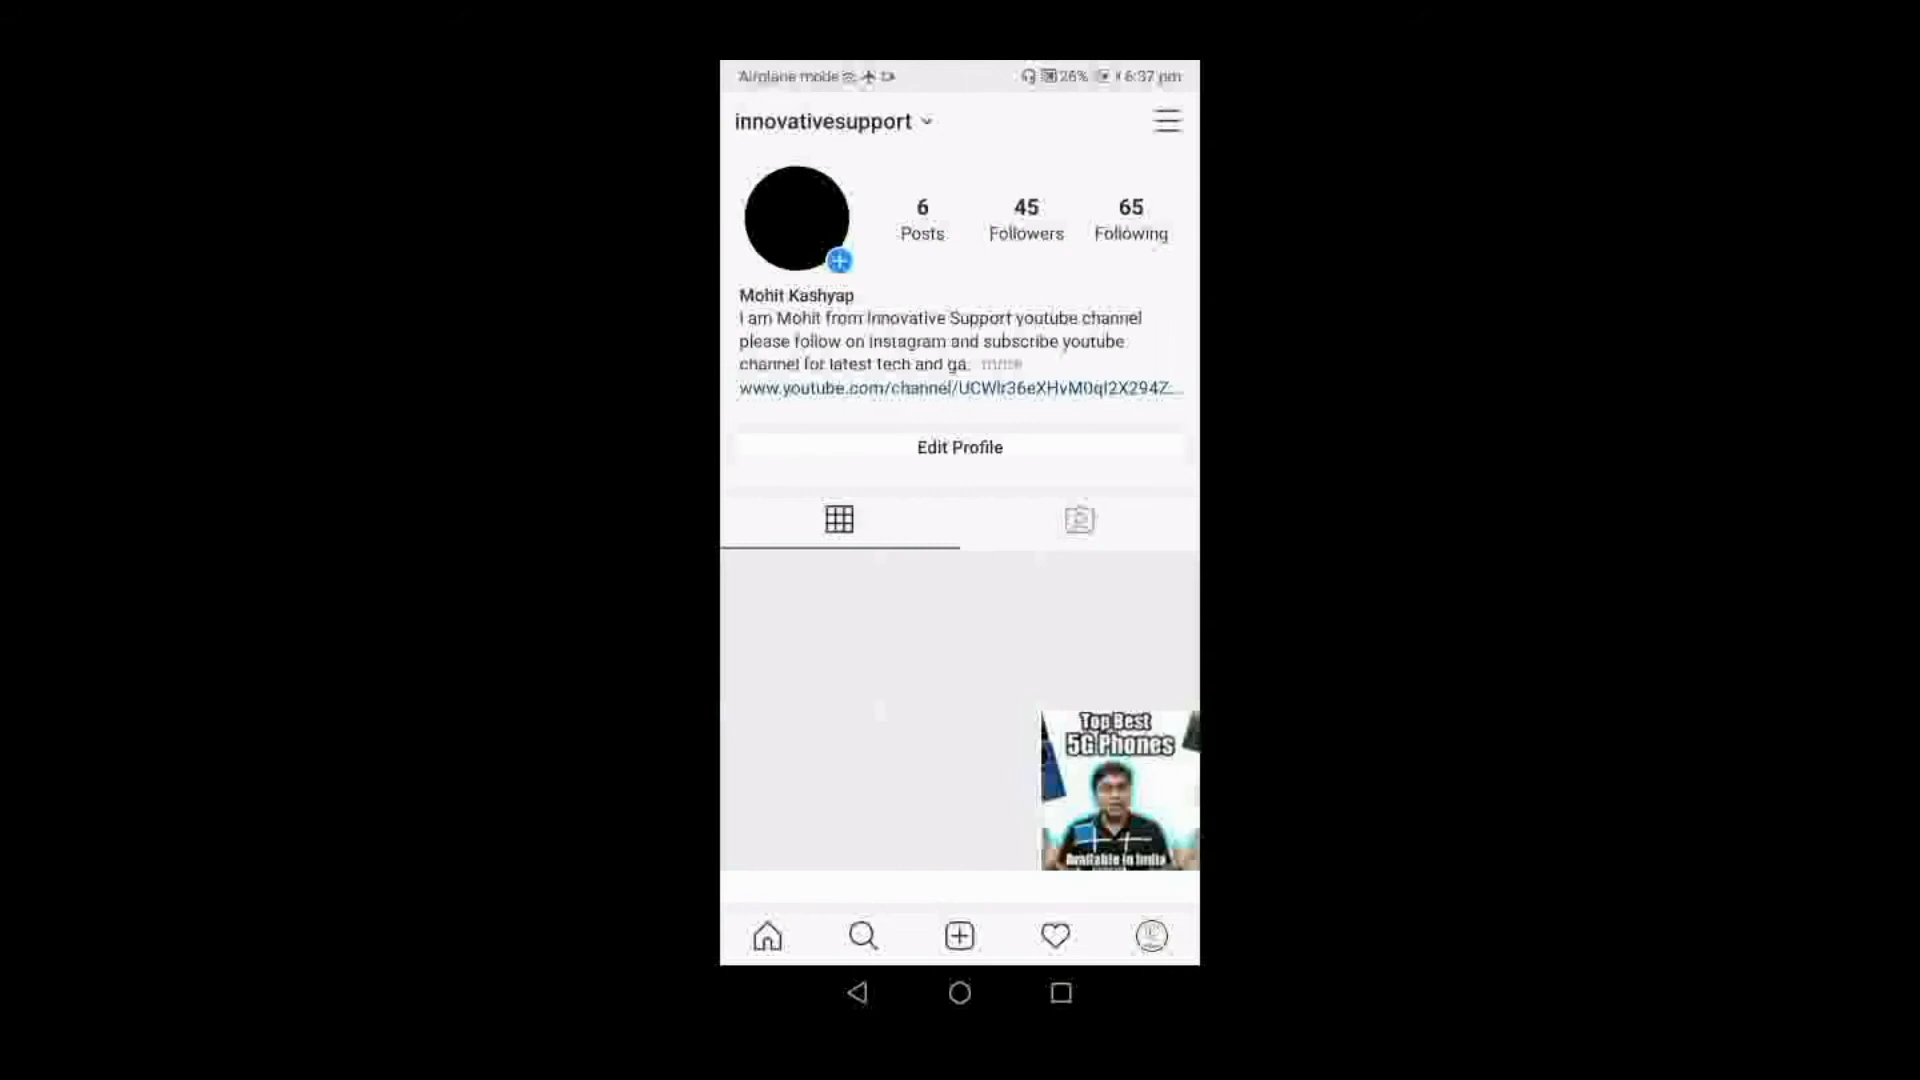 Airplane mode 26% 6:37 pm
innovativesupport
6 45 65
Posts Followers Following
Mohit Kashyap
I am Mohit from Innovative Support youtube channel
please follow on Instagram and subscribe youtube
channel for latest tech and ga... more
www.youtube.com/channel/UCWlr36eXHvM0qI2X294Z...
Edit Profile
Top Best
5G Phones
Available in India